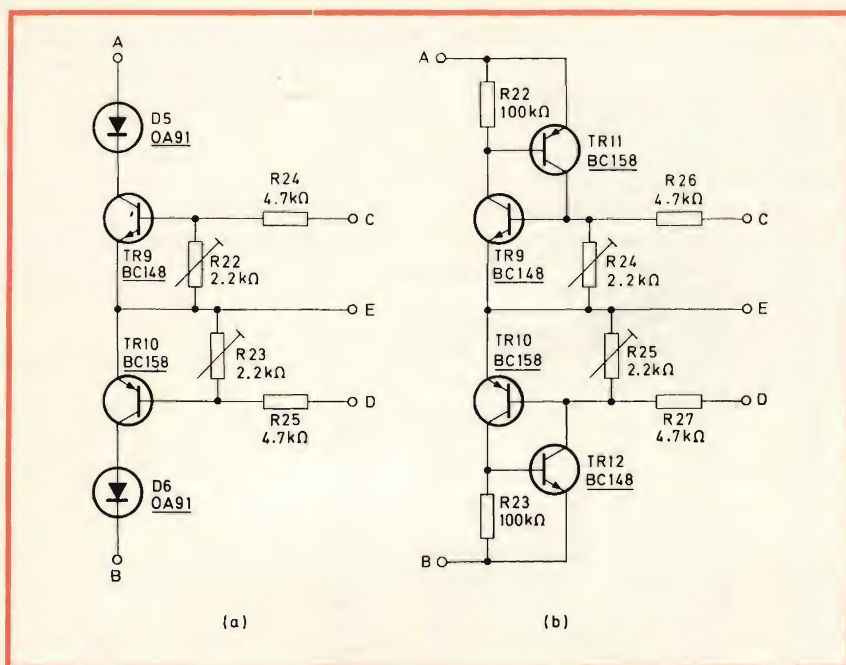 A
D5
OA91
R24
4.7kΩ
C
TR9
BC148
R22
2.2kΩ
E
TR10
BC158
R23
2.2kΩ
D
R25
4.7kΩ
D6
OA91
B
(a)
A
R22
100kΩ
TR11
BC158
R26
4.7kΩ
C
TR9
BC148
R24
2.2kΩ
E
TR10
BC158
R25
2.2kΩ
D
R27
4.7kΩ
TR12
BC148
R23
100kΩ
B
(b)